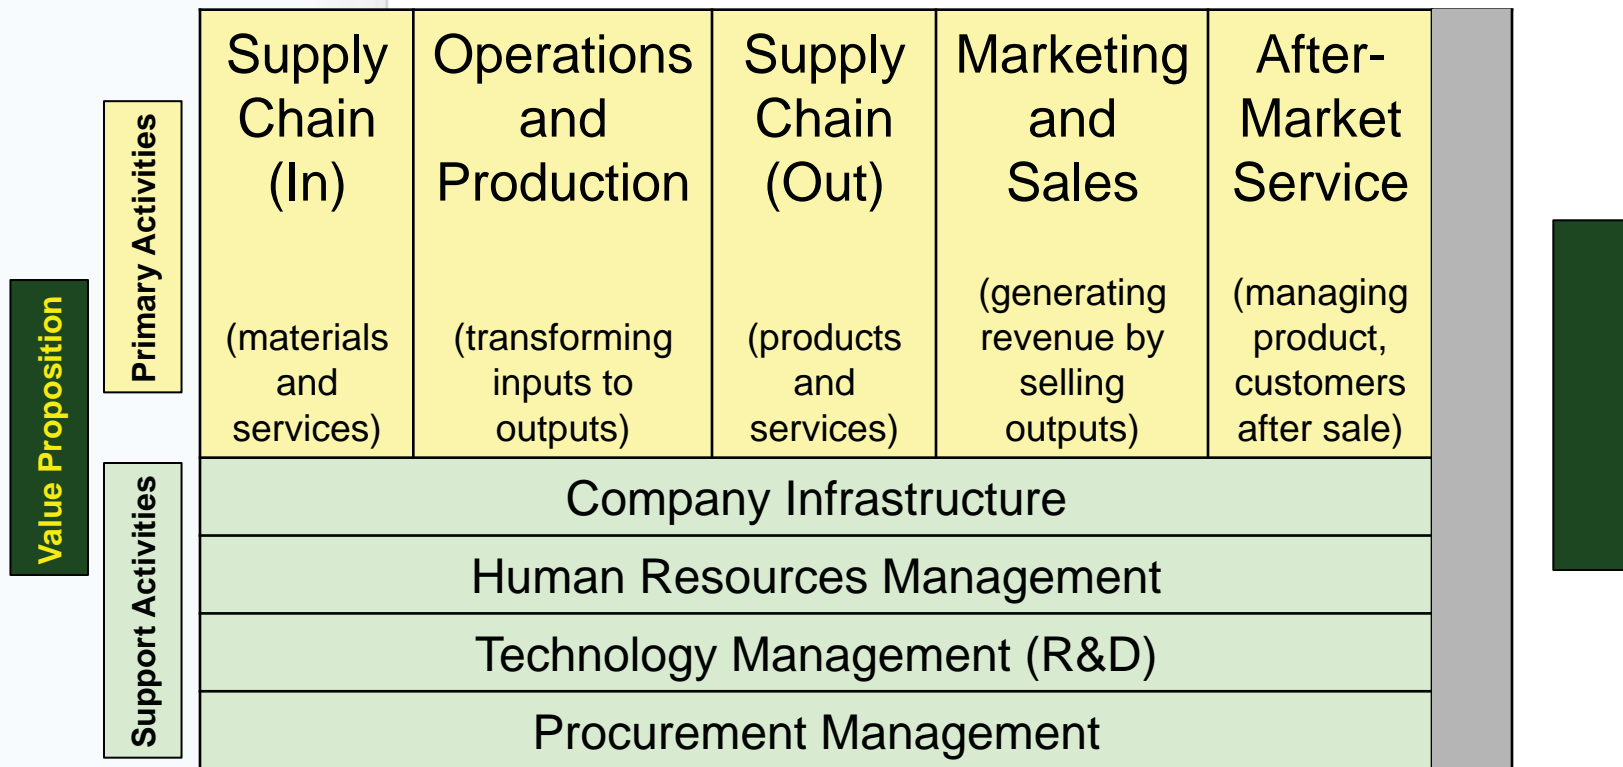 Value Proposition
Primary Activities
Support Activities
Supply
Chain
(In)
(materials
and
services)
Operations
and
Production
(transforming
inputs to
outputs)
Supply
Chain
(Out)
(products
and
services)
Marketing
and
Sales
(generating
revenue by
selling
outputs)
After-
Market
Service
(managing
product,
customers
after sale)
Company Infrastructure
Human Resources Management
Technology Management (R&D)
Procurement Management